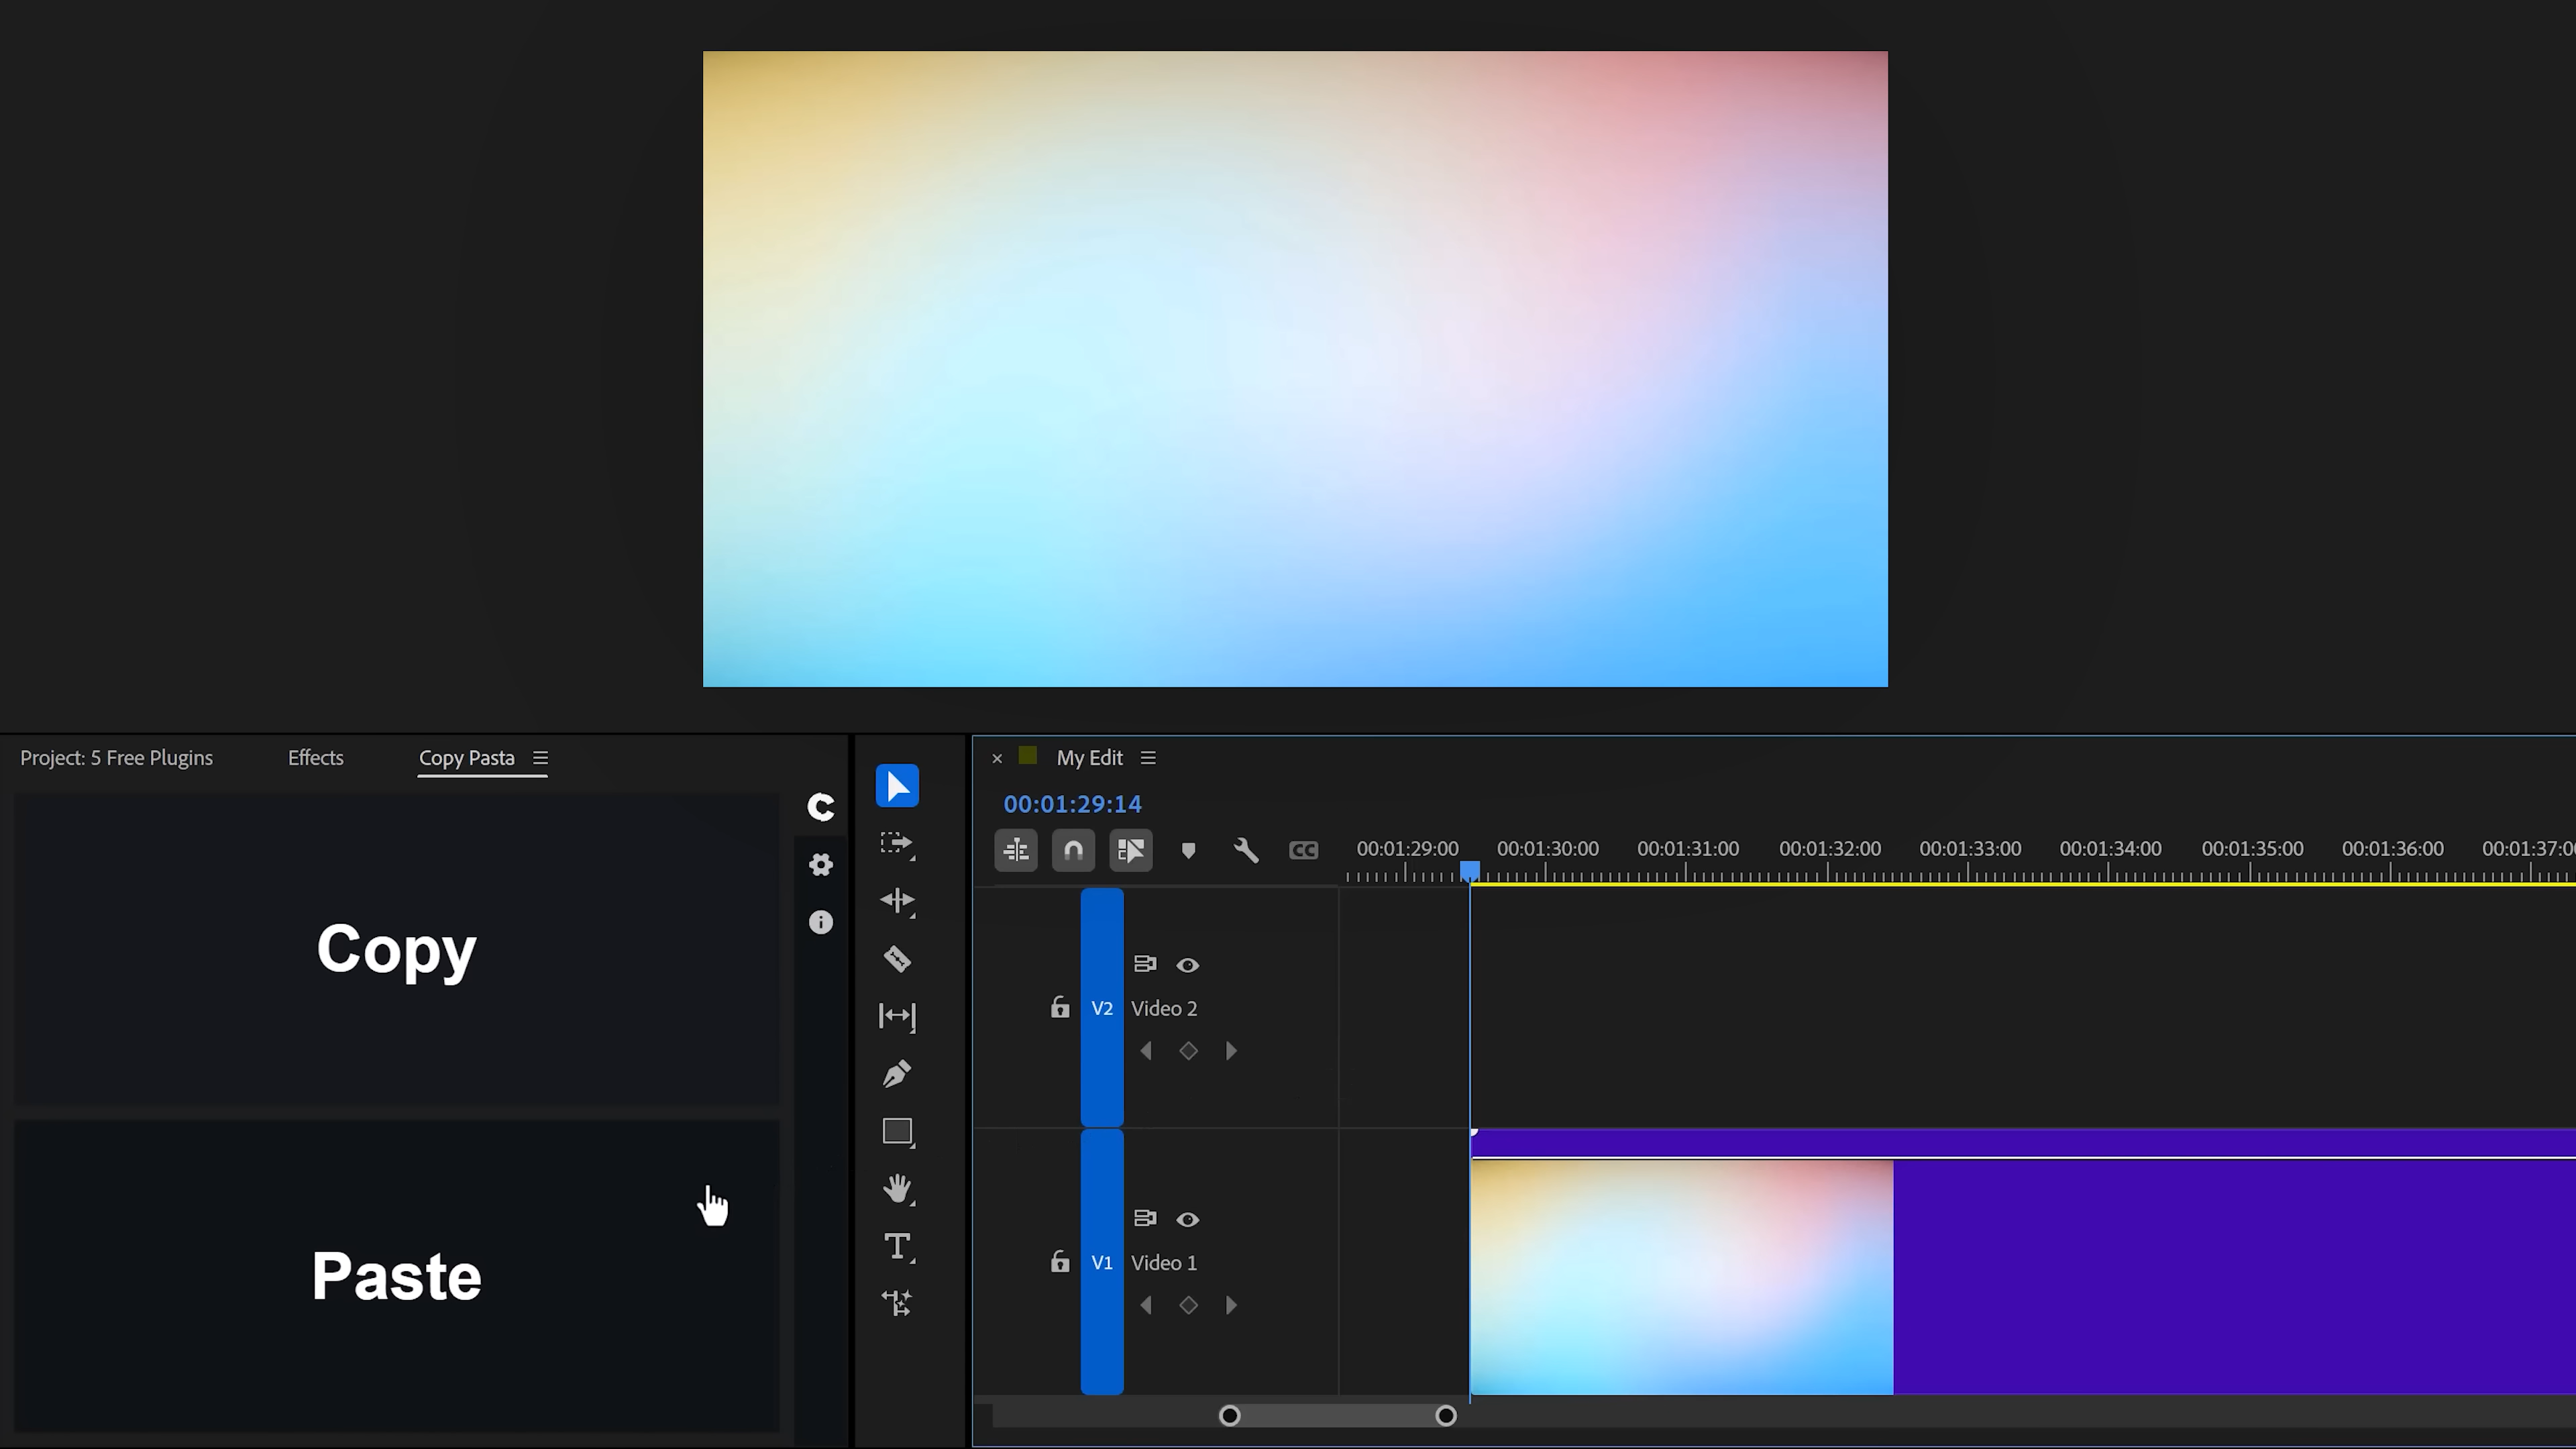 Project: 5 Free Plugins
Effects
Copy Pasta
Copy
Paste
My Edit
00:01:29:14
CC
00:01:29:00
00:01:30:00
00:01:31:00
00:01:32:00
00:01:33:00
00:01:34:00
00:01:35:00
00:01:36:00
00:01:37:0
V2
Video 2
V1
Video 1